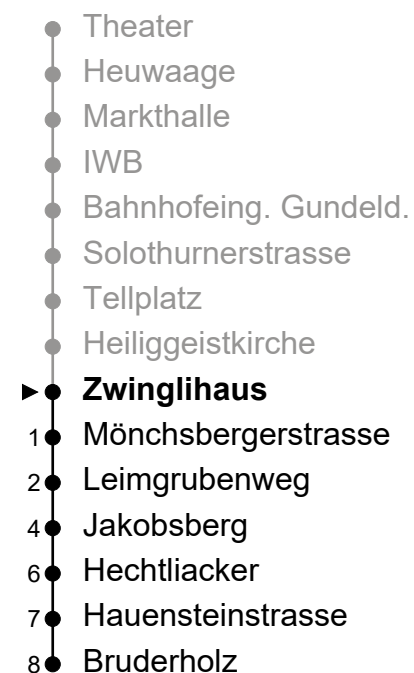 Theater
Heuwaage
Markthalle
IWB
Bahnhofeing. Gundeld.
Solothurnerstrasse
Tellplatz
Heiliggeistkirche
Zwinglihaus
1 Mönchsbergerstrasse
2 Leimgrubenweg
4 Jakobsberg
6 Hechtliacker
7 Hauensteinstrasse
8 Bruderholz